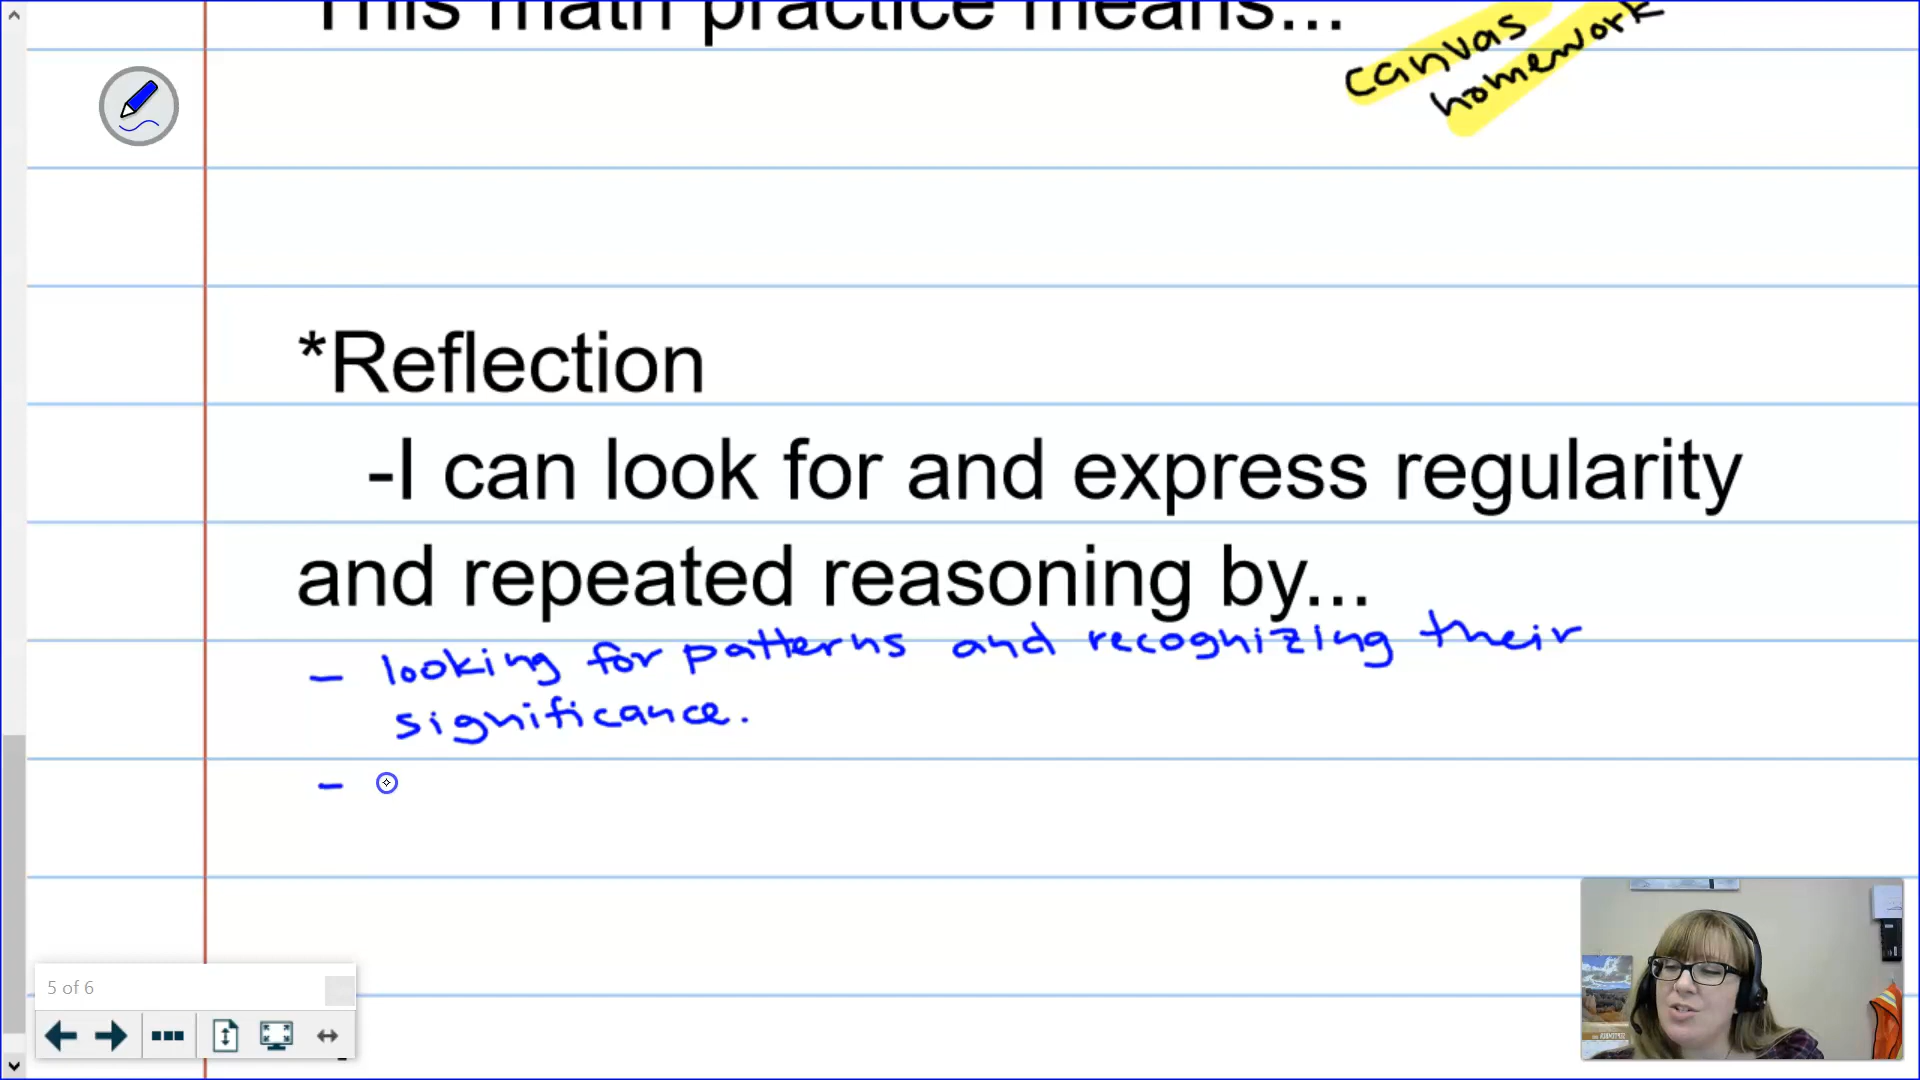 This math practice means...
canvas
homework
*Reflection
-I can look for and express regularity
and repeated reasoning by...
- looking for patterns and recognizing their
significance.
-
5 of 6